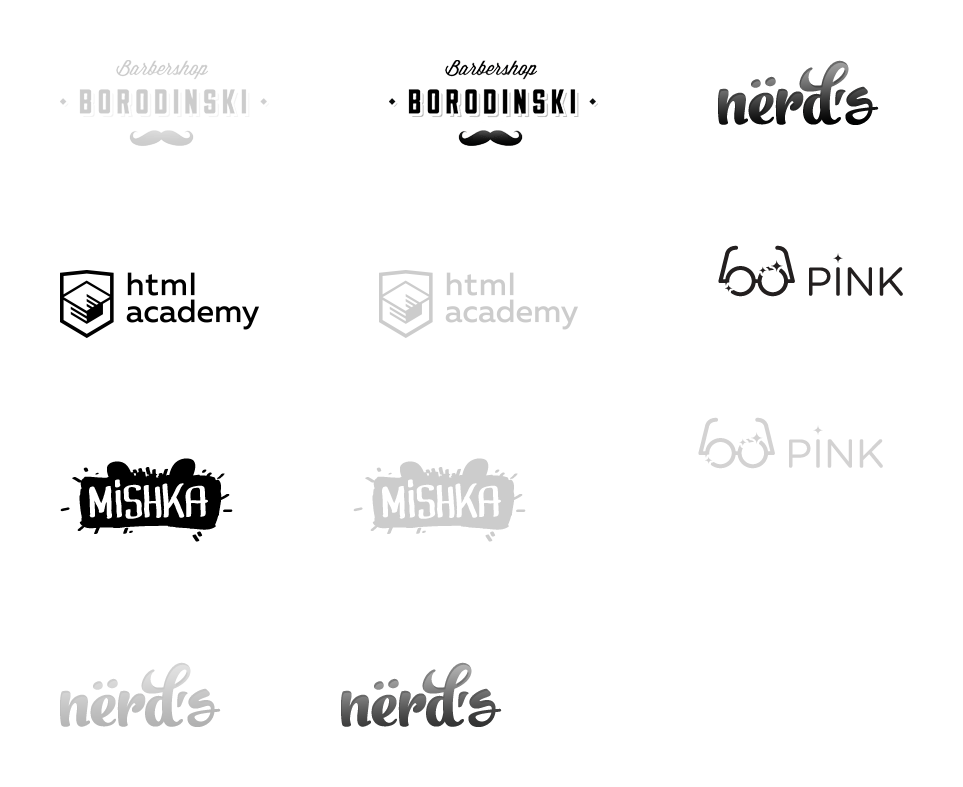 Barbershop
BORODINSKI
Barbershop
BORODINSKI
nërd's
html
academy
html
academy
PiNK
MiSHKA
MiSHKA
PiNK
nërd's
nërd's